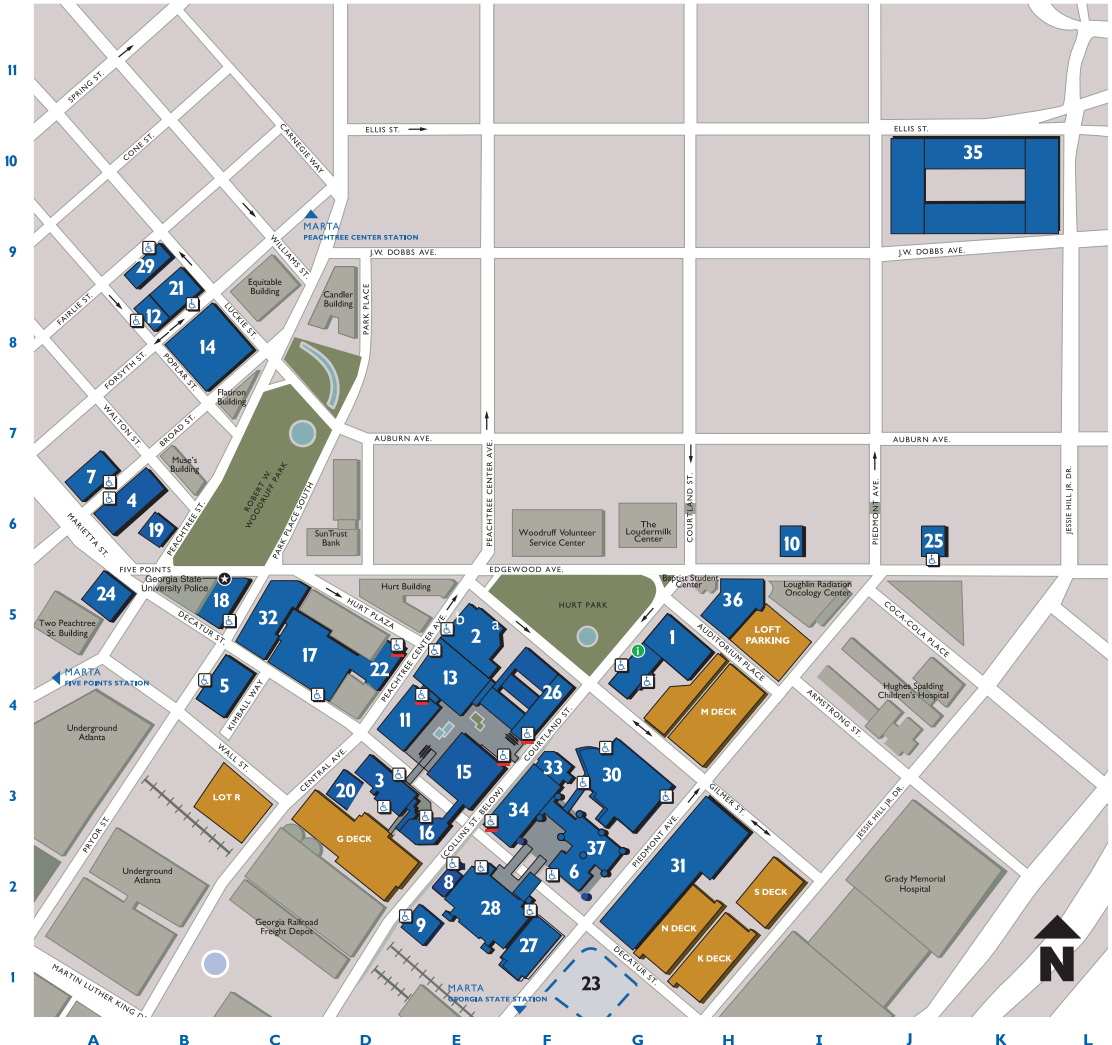 11
SPRING ST.
CONE ST.
CARNEGIE WAY
ELLIS ST.
ELLIS ST.
10
35
MARTA
PEACHTREE CENTER STATION
WILLIAMS ST.
9
J.W. DOBBS AVE.
J.W. DOBBS AVE.
29
21
12
14
Equitable
Building
Candler
Building
PARK PLACE
FAIRLIE ST.
LUCKIE ST.
8
FORSYTH ST.
POPLAR ST.
Flatiron
Building
WALTON ST.
BROAD ST.
7
AUBURN AVE.
AUBURN AVE.
Muse's
Building
7
4
19
ROBERT W.
WOODRUFF PARK
PEACHTREE ST.
PARK PLACE SOUTH
PEACHTREE CENTER AVE.
COURTLAND ST.
PIEDMONT AVE.
JESSIE HILL JR. DR.
MARIETTA ST.
6
SunTrust
Bank
Woodruff Volunteer
Service Center
The
Loudermilk
Center
10
25
FIVE POINTS
EDGEWOOD AVE.
Georgia State
University Police
Hurt Building
Baptist Student
Center
Loughlin Radiation
Oncology Center
24
18
32
HURT PLAZA
HURT PARK
36
LOFT
PARKING
COCA-COLA PLACE
5
DECATUR ST.
Two Peachtree
St. Building
b
a
2
i
1
AUDITORIUM PLACE
17
22
PEACHTREE CENTER AVE.
13
26
MARTA
FIVE POINTS STATION
5
KIMBALL WAY
Hughes Spalding
Children's Hospital
4
11
M DECK
ARMSTRONG ST.
Underground
Atlanta
WALL ST.
CENTRAL AVE.
COURTLAND ST.
15
33
30
3
LOT R
20
3
34
GILMER ST.
JESSIE HILL JR. DR.
PRYOR ST.
G DECK
16
(COLLINS ST. BELOW)
37
PIEDMONT AVE.
31
6
Underground
Atlanta
2
8
S DECK
Grady Memorial
Hospital
28
Georgia Railroad
Freight Depot
9
N DECK
27
K DECK
DECATUR ST.
N
1
MARTIN LUTHER KING D
MARTA
GEORGIA STATE STATION
23
A
B
C
D
E
F
G
H
I
J
K
L